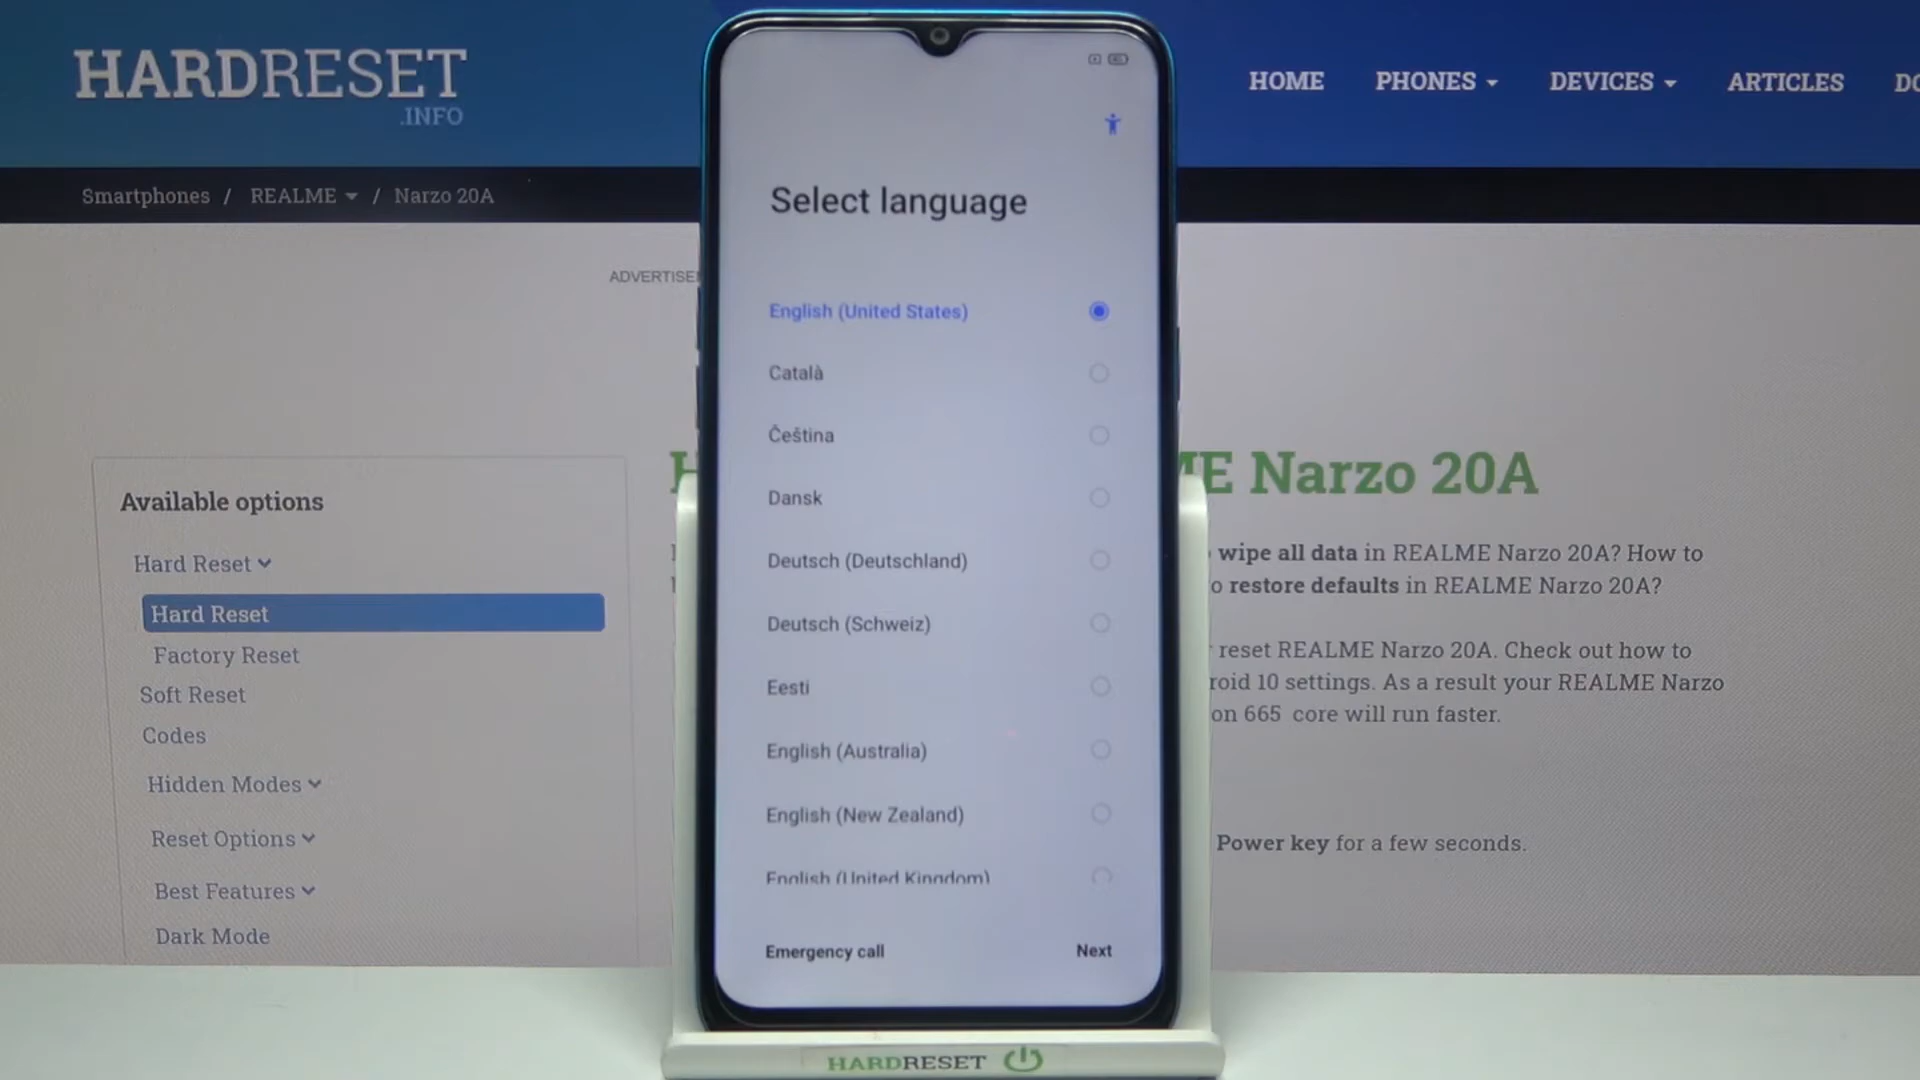 HARDRESET
.INFO
HOME PHONES DEVICES ARTICLES
Smartphones / REALME / Narzo 20A
Select language
English (United States)
Català
Čeština
Dansk
Deutsch (Deutschland)
Deutsch (Schweiz)
Eesti
English (Australia)
English (New Zealand)
English (United Kingdom)
Emergency call Next
Available options
Hard Reset
Hard Reset
Factory Reset
Soft Reset
Codes
Hidden Modes
Reset Options
Best Features
Dark Mode
Narzo 20A
wipe all data in REALME Narzo 20A? How to
restore defaults in REALME Narzo 20A?
reset REALME Narzo 20A. Check out how to
10 settings. As a result your REALME Narzo
665 core will run faster.
Power key for a few seconds.
HARDRESET